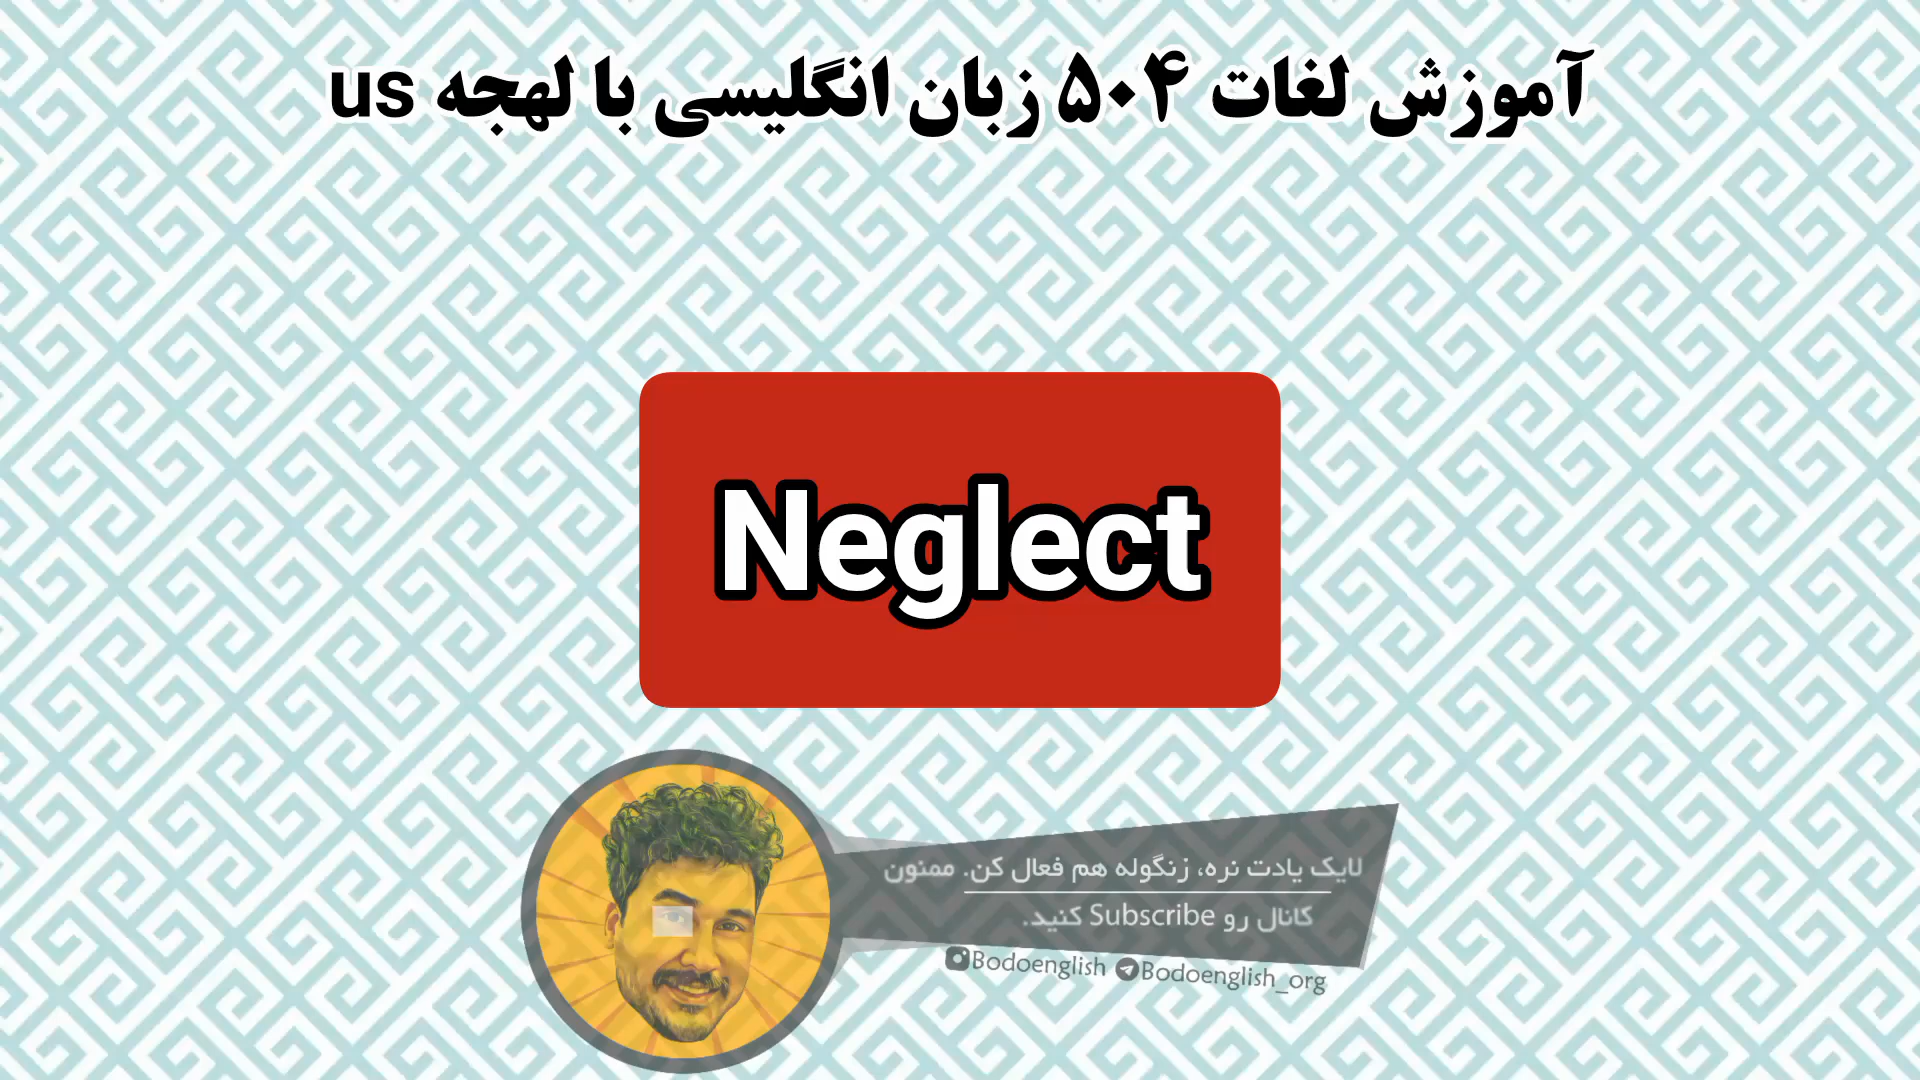 آموزش لغات ۵۰۴ زبان انگلیسی با لهجه us
Neglect
لایک یادت نره، زنگوله هم فعال کن. ممنون
کانال رو Subscribe کنید.
Bodoenglish Bodoenglish_org